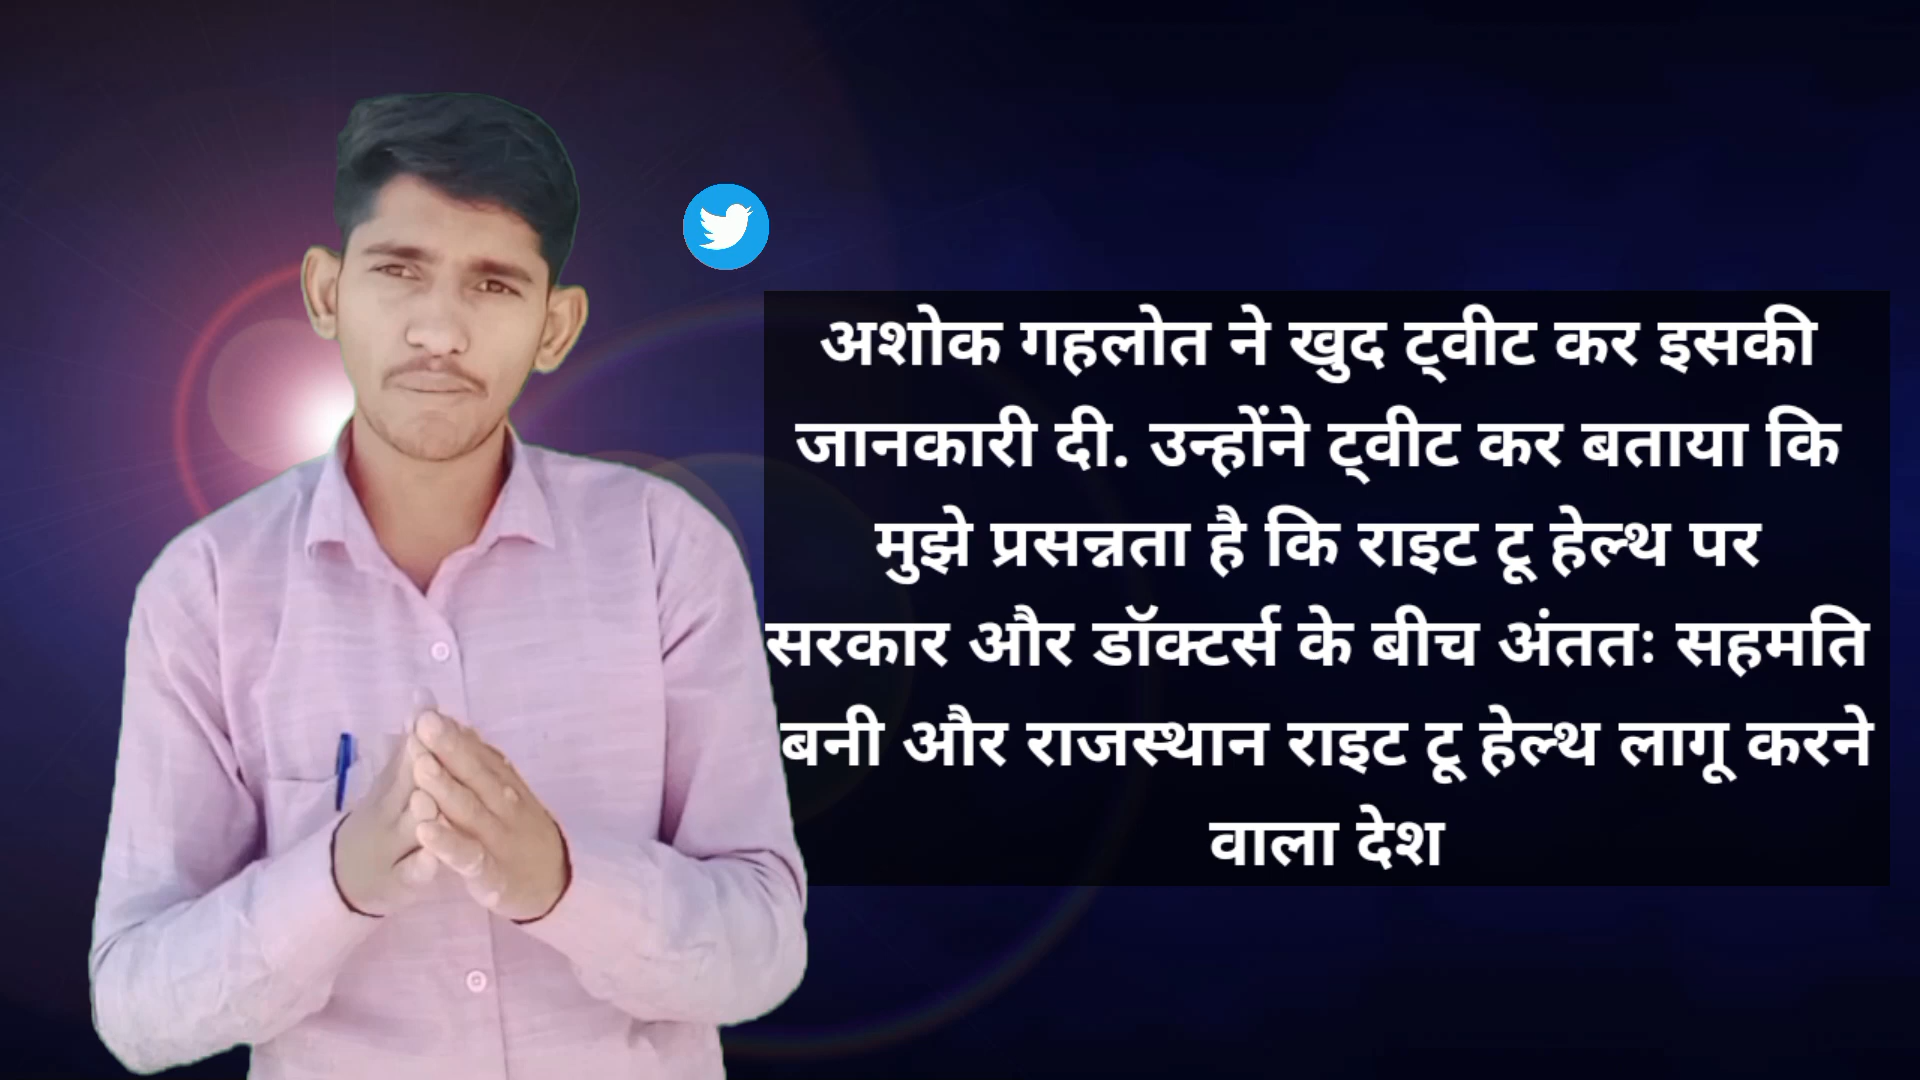 अशोक गहलोत ने खुद ट्वीट कर इसकी
जानकारी दी. उन्होंने ट्वीट कर बताया कि
मुझे प्रसन्नता है कि राइट टू हेल्थ पर
सरकार और डॉक्टर्स के बीच अंततः सहमति
बनी और राजस्थान राइट टू हेल्थ लागू करने
वाला देश